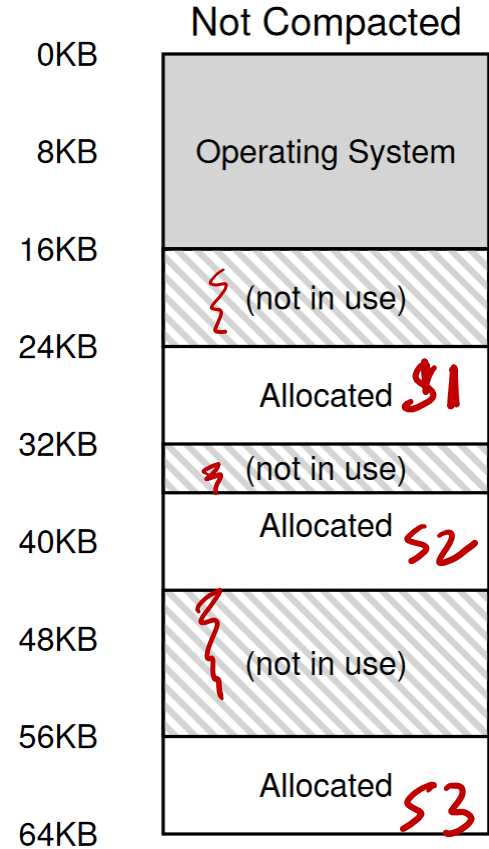 Not Compacted
0KB
8KB Operating System
16KB
(not in use)
24KB
Allocated S1
32KB
(not in use)
Allocated S2
40KB
48KB
(not in use)
56KB
Allocated S3
64KB